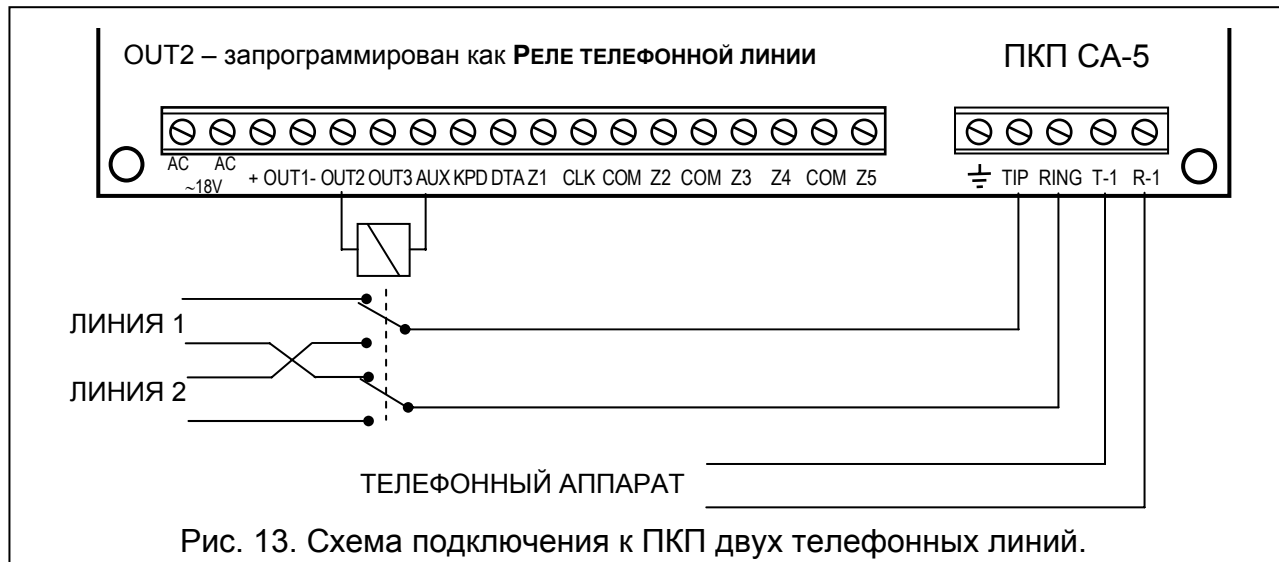 OUT2 – запрограммирован как РЕЛЕ ТЕЛЕФОННОЙ ЛИНИИ
ПКП СА-5
AC AC ~18V + OUT1- OUT2 OUT3 AUX KPD DTA Z1 CLK COM Z2 COM Z3 Z4 COM Z5
TIP RING T-1 R-1
ЛИНИЯ 1
ЛИНИЯ 2
ТЕЛЕФОННЫЙ АППАРАТ
Рис. 13. Схема подключения к ПКП двух телефонных линий.